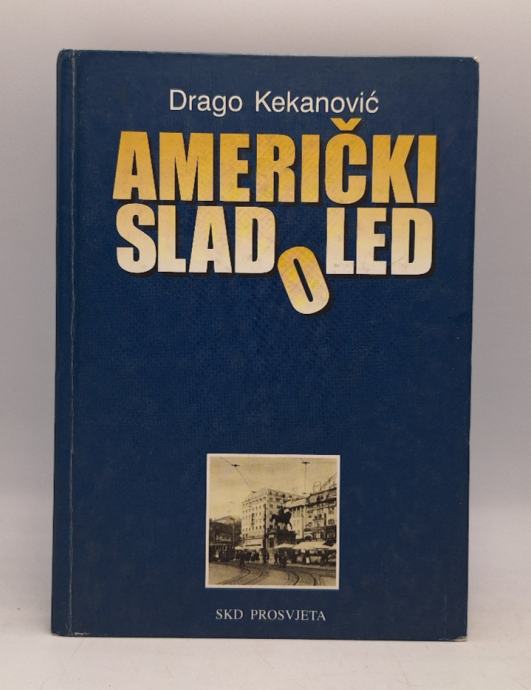 Drago Kekanović
AMERIČKI
SLADOLED
SKD PROSVJETA